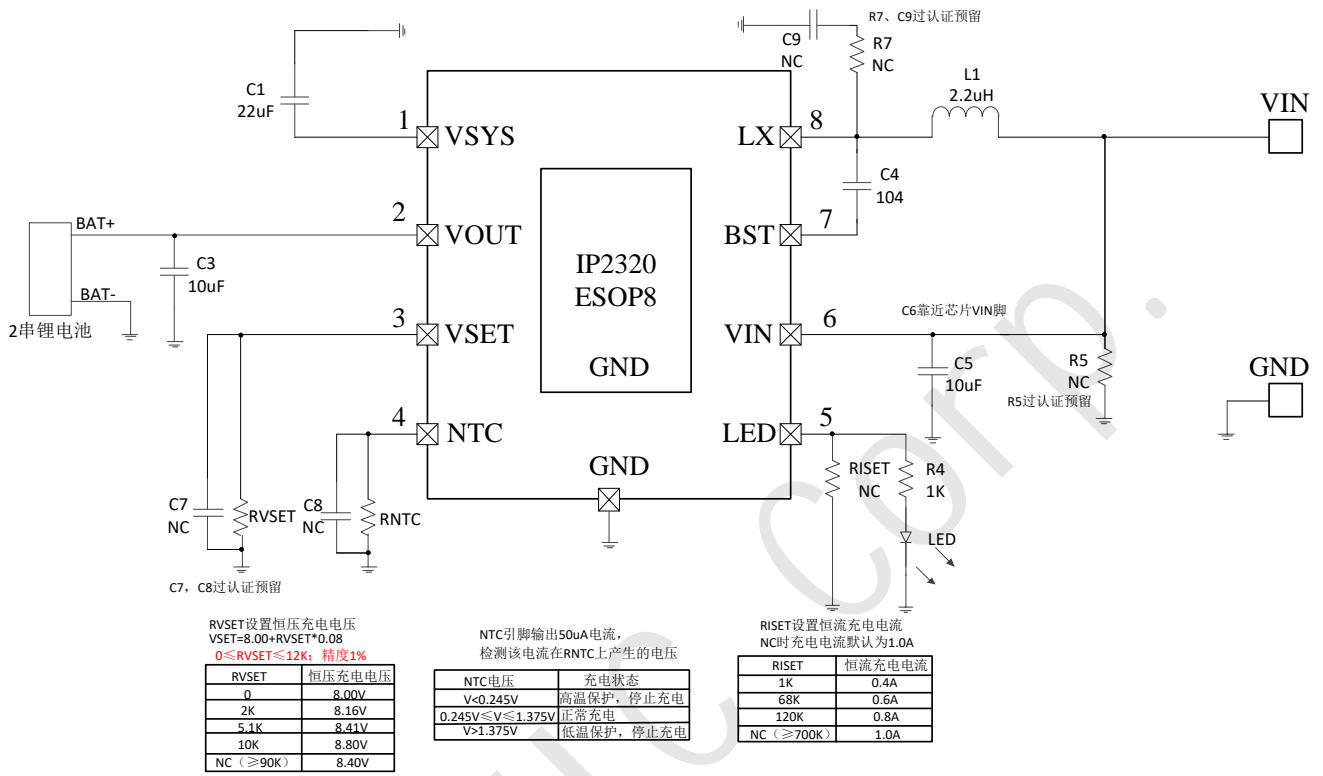 R7、C9过认证预留
C9
NC
R7
NC
C1
22uF
L1
2.2uH
VIN
1
VSYS
LX
8
C4
104
BAT+
2
VOUT
BST
7
IP2320
ESOP8
C3
10uF
BAT-
2串锂电池
3
VSET
VIN
6
C6靠近芯片VIN脚
GND
C5
10uF
R5
NC
R5过认证预留
GND
4
NTC
LED
5
GND
RISET
NC
R4
1K
C7
NC
RVSET
C8
NC
RNTC
LED
C7，C8过认证预留
RVSET设置恒压充电电压
VSET=8.00+RVSET*0.08
0≤RVSET≤12K；精度1%
RVSET 恒压充电电压
0 8.00V
2K 8.16V
5.1K 8.41V
10K 8.80V
NC（≥90K） 8.40V
NTC引脚输出50uA电流，
检测该电流在RNTC上产生的电压
NTC电压 充电状态
V<0.245V 高温保护，停止充电
0.245V≤V≤1.375V 正常充电
V>1.375V 低温保护，停止充电
RISET设置恒流充电电流
NC时充电电流默认为1.0A
RISET 恒流充电电流
1K 0.4A
68K 0.6A
120K 0.8A
NC（≥700K） 1.0A
Corp.